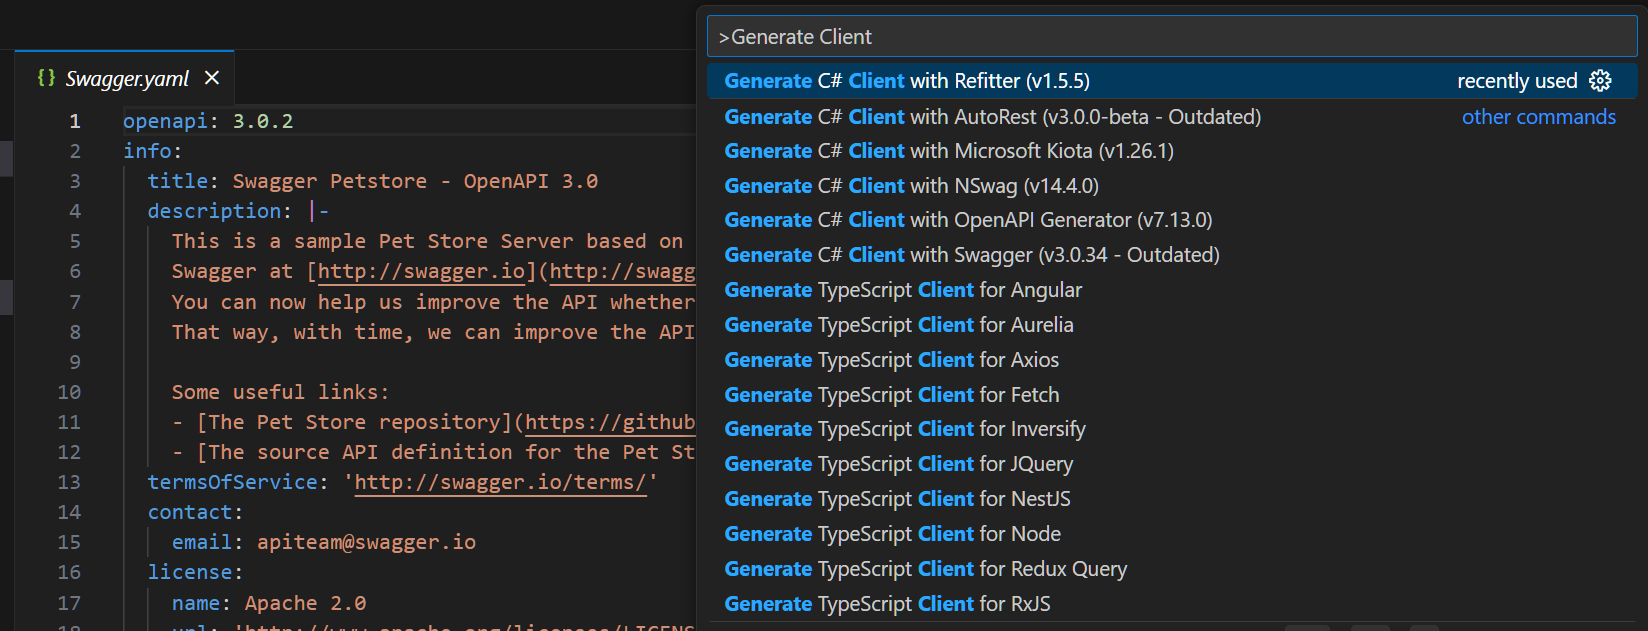 {} Swagger.yaml ×
1 openapi: 3.0.2
2 info:
3 title: Swagger Petstore - OpenAPI 3.0
4 description: |-
5 This is a sample Pet Store Server based on
6 Swagger at [http://swagger.io](http://swagg
7 You can now help us improve the API whether
8 That way, with time, we can improve the API
9
10 Some useful links:
11 - [The Pet Store repository](https://github
12 - [The source API definition for the Pet St
13 termsOfService: 'http://swagger.io/terms/'
14 contact:
15 email: apiteam@swagger.io
16 license:
17 name: Apache 2.0
18 url: 'http://www.apache.org/licenses/LICENS
>Generate Client
Generate C# Client with Refitter (v1.5.5) recently used
Generate C# Client with AutoRest (v3.0.0-beta - Outdated) other commands
Generate C# Client with Microsoft Kiota (v1.26.1)
Generate C# Client with NSwag (v14.4.0)
Generate C# Client with OpenAPI Generator (v7.13.0)
Generate C# Client with Swagger (v3.0.34 - Outdated)
Generate TypeScript Client for Angular
Generate TypeScript Client for Aurelia
Generate TypeScript Client for Axios
Generate TypeScript Client for Fetch
Generate TypeScript Client for Inversify
Generate TypeScript Client for JQuery
Generate TypeScript Client for NestJS
Generate TypeScript Client for Node
Generate TypeScript Client for Redux Query
Generate TypeScript Client for RxJS